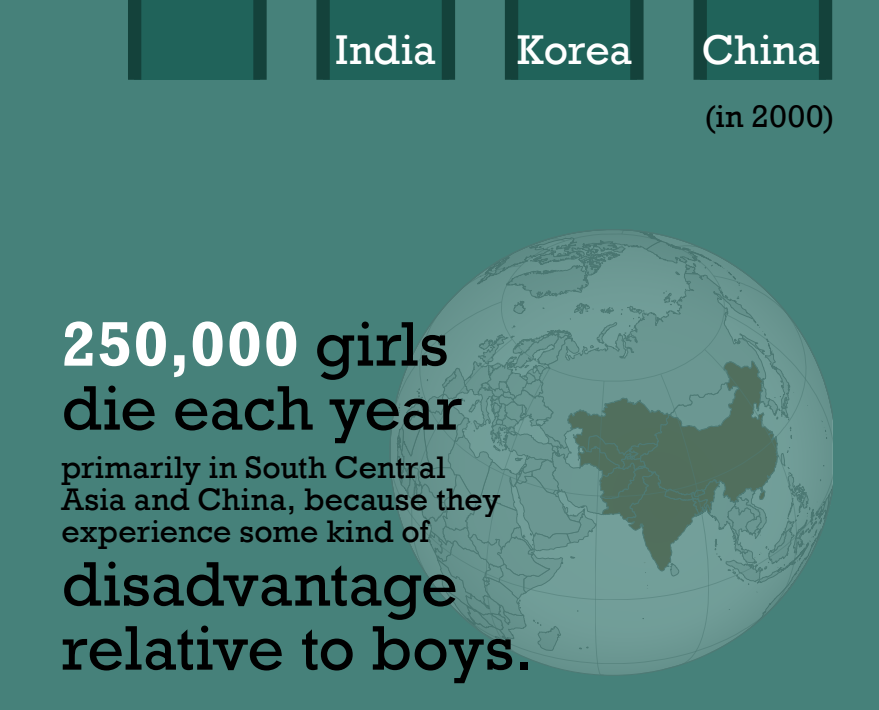 India Korea China
(in 2000)
250,000 girls
die each year
primarily in South Central
Asia and China, because they
experience some kind of
disadvantage
relative to boys.